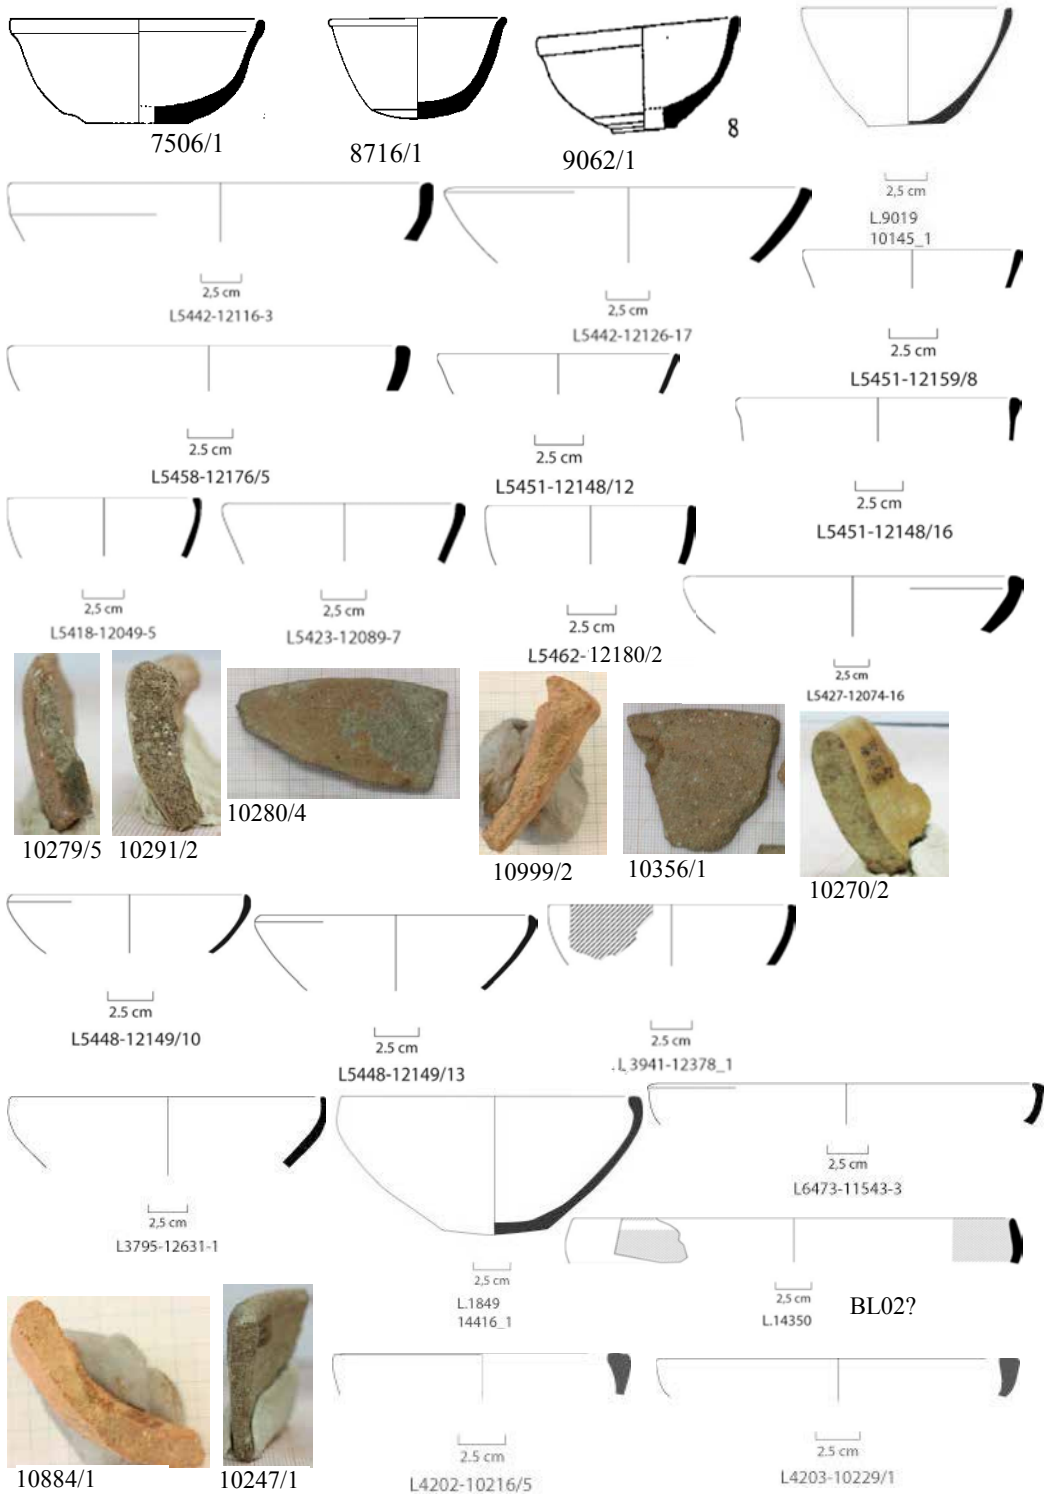 7506/1
8716/1
9062/1
8
2,5 cm
L.9019
10145_1
2,5 cm
L5442-12116-3
2,5 cm
L5442-12126-17
2.5 cm
L5451-12159/8
2.5 cm
L5458-12176/5
2.5 cm
L5451-12148/12
2.5 cm
L5451-12148/16
2,5 cm
L5418-12049-5
2,5 cm
L5423-12089-7
2.5 cm
L5462-12180/2
2,5 cm
L5427-12074-16
10279/5
10291/2
10280/4
10999/2
10356/1
10270/2
2.5 cm
L5448-12149/10
2.5 cm
L5448-12149/13
2.5 cm
L3941-12378_1
2,5 cm
L3795-12631-1
2,5 cm
L.1849
14416_1
2,5 cm
L6473-11543-3
2,5 cm
L.14350
BL02?
10884/1
10247/1
2.5 cm
L4202-10216/5
2.5 cm
L4203-10229/1